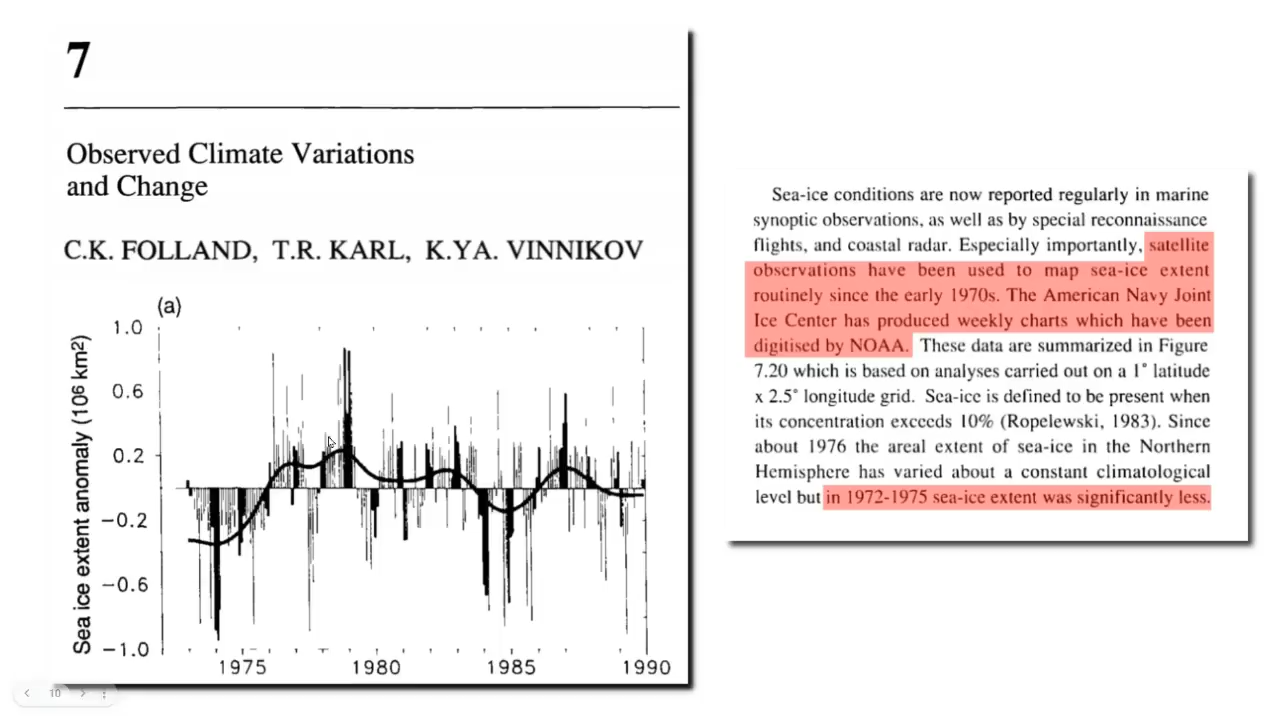 7
Observed Climate Variations
and Change
C.K. FOLLAND, T.R. KARL, K.YA. VINNIKOV
(a)
Sea ice extent anomaly (10⁶ km²)
1.0
0.6
0.2
−0.2
−0.6
−1.0
1975 1980 1985 1990
10
Sea-ice conditions are now reported regularly in marine
synoptic observations, as well as by special reconnaissance
flights, and coastal radar. Especially importantly, satellite
observations have been used to map sea-ice extent
routinely since the early 1970s. The American Navy Joint
Ice Center has produced weekly charts which have been
digitised by NOAA. These data are summarized in Figure
7.20 which is based on analyses carried out on a 1° latitude
x 2.5° longitude grid. Sea-ice is defined to be present when
its concentration exceeds 10% (Ropelewski, 1983). Since
about 1976 the areal extent of sea-ice in the Northern
Hemisphere has varied about a constant climatological
level but in 1972-1975 sea-ice extent was significantly less.